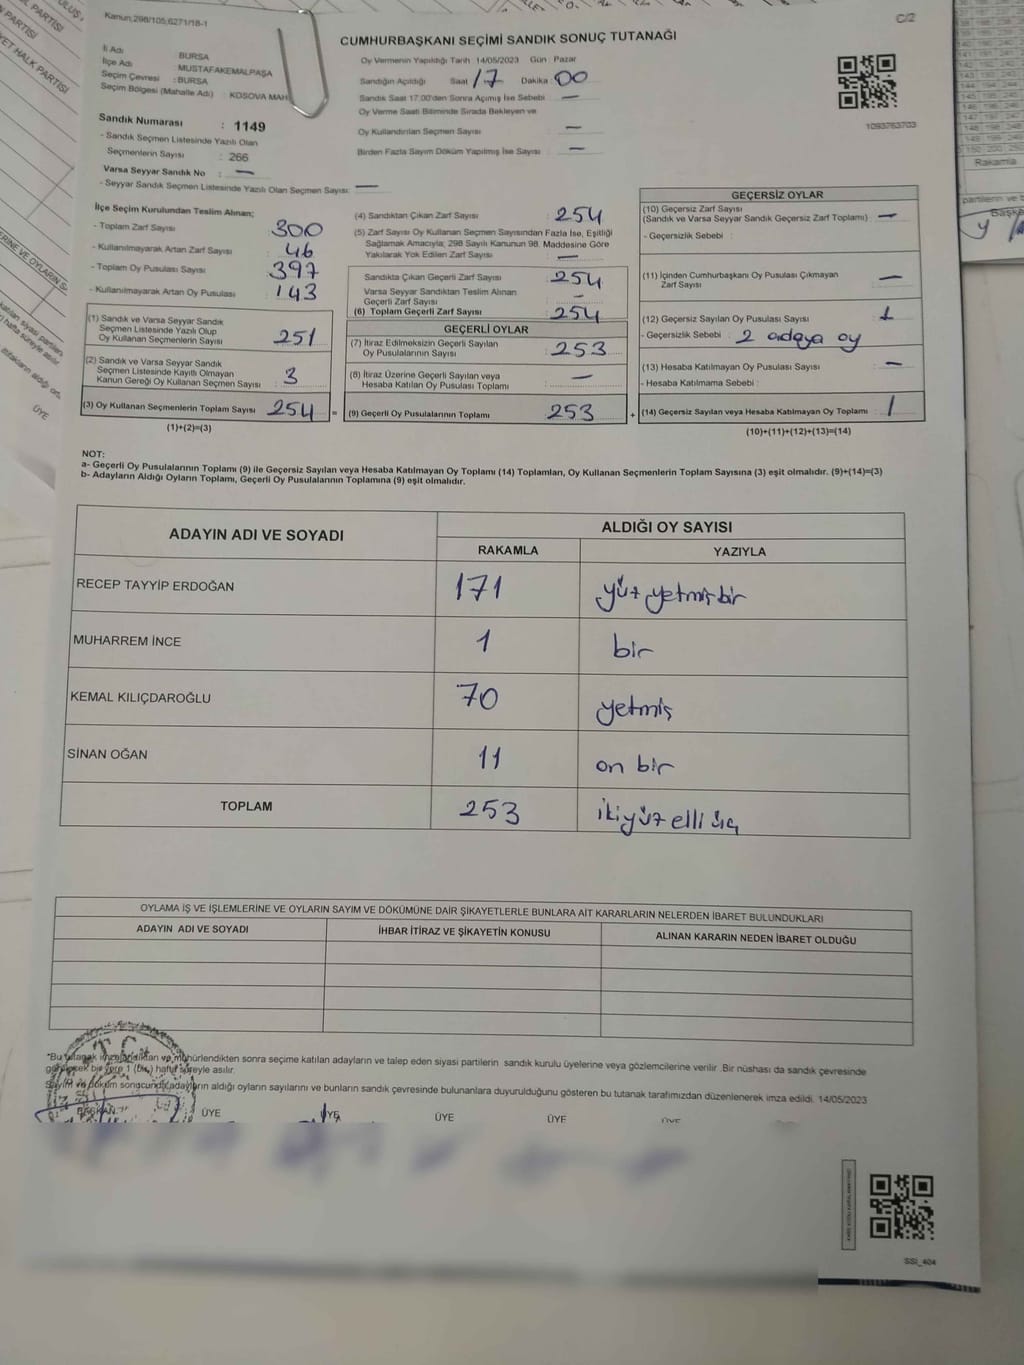 Kanun;298/105;6271/18-1
C/2
CUMHURBAŞKANI SEÇİMİ SANDIK SONUÇ TUTANAĞI
İl Adı : BURSA
İlçe Adı : MUSTAFAKEMALPAŞA
Seçim Çevresi : BURSA
Seçim Bölgesi (Mahalle Adı) : KOSOVA MAH
Sandık Numarası : 1149
- Sandık Seçmen Listesinde Yazılı Olan
Seçmenlerin Sayısı : 266
Varsa Seyyar Sandık No : —
- Seyyar Sandık Seçmen Listesinde Yazılı Olan Seçmen Sayısı: —
Oy Vermenin Yapıldığı Tarih 14/05/2023 Gün Pazar
Sandığın Açıldığı Saat 17 Dakika 00
Sandık Saat 17:00'den Sonra Açımış İse Sebebi —
Oy Verme Saati Bitiminde Sırada Bekleyen ve
Oy Kullandırılan Seçmen Sayısı —
Birden Fazla Sayım Döküm Yapılmış İse Sayısı —
1093763703
İlçe Seçim Kurulundan Teslim Alınan;
- Toplam Zarf Sayısı : 300
- Kullanılmayarak Artan Zarf Sayısı : 46
- Toplam Oy Pusulası Sayısı : 397
- Kullanılmayarak Artan Oy Pusulası : 143
(1) Sandık ve Varsa Seyyar Sandık
Seçmen Listesinde Yazılı Olup
Oy Kullanan Seçmenlerin Sayısı : 251
(2) Sandık ve Varsa Seyyar Sandık
Seçmen Listesinde Kayıtlı Olmayan
Kanun Gereği Oy Kullanan Seçmen Sayısı : 3
(3) Oy Kullanan Seçmenlerin Toplam Sayısı : 254 =
(1)+(2)=(3)
(4) Sandıktan Çıkan Zarf Sayısı : 254
(5) Zarf Sayısı Oy Kullanan Seçmen Sayısından Fazla İse, Eşitliği
Sağlamak Amacıyla; 298 Sayılı Kanunun 98. Maddesine Göre
Yakılarak Yok Edilen Zarf Sayısı : —
Sandıkta Çıkan Geçerli Zarf Sayısı : 254
Varsa Seyyar Sandıktan Teslim Alınan
Geçerli Zarf Sayısı : —
(6) Toplam Geçerli Zarf Sayısı : 254
GEÇERLİ OYLAR
(7) İtiraz Edilmeksizin Geçerli Sayılan
Oy Pusulalarının Sayısı : 253
(8) İtiraz Üzerine Geçerli Sayılan veya
Hesaba Katılan Oy Pusulası Toplamı : —
(9) Geçerli Oy Pusulalarının Toplamı : 253 +
GEÇERSİZ OYLAR
(10) Geçersiz Zarf Sayısı
(Sandık ve Varsa Seyyar Sandık Geçersiz Zarf Toplamı) : —
- Geçersizlik Sebebi :
(11) İçinden Cumhurbaşkanı Oy Pusulası Çıkmayan
Zarf Sayısı : —
(12) Geçersiz Sayılan Oy Pusulası Sayısı : 1
- Geçersizlik Sebebi : 2 adaya oy
(13) Hesaba Katılmayan Oy Pusulası Sayısı : —
- Hesaba Katılmama Sebebi :
(14) Geçersiz Sayılan veya Hesaba Katılmayan Oy Toplamı : 1
(10)+(11)+(12)+(13)=(14)
NOT:
a- Geçerli Oy Pusulalarının Toplamı (9) ile Geçersiz Sayılan veya Hesaba Katılmayan Oy Toplamı (14) Toplamları, Oy Kullanan Seçmenlerin Toplam Sayısına (3) eşit olmalıdır. (9)+(14)=(3)
b- Adayların Aldığı Oyların Toplamı, Geçerli Oy Pusulalarının Toplamına (9) eşit olmalıdır.
ADAYIN ADI VE SOYADI ALDIĞI OY SAYISI
RAKAMLA YAZIYLA
RECEP TAYYİP ERDOĞAN 171 yüz yetmiş bir
MUHARREM İNCE 1 bir
KEMAL KILIÇDAROĞLU 70 yetmiş
SİNAN OĞAN 11 on bir
TOPLAM 253 ikiyüz elli üç
OYLAMA İŞ VE İŞLEMLERİNE VE OYLARIN SAYIM VE DÖKÜMÜNE DAİR ŞİKAYETLERLE BUNLARA AİT KARARLARIN NELERDEN İBARET BULUNDUKLARI
ADAYIN ADI VE SOYADI İHBAR İTİRAZ VE ŞİKAYETİN KONUSU ALINAN KARARIN NEDEN İBARET OLDUĞU
"Bu tutanak imzalandıktan ve mühürlendikten sonra seçime katılan adayların ve talep eden siyasi partilerin sandık kurulu üyelerine veya gözlemcilerine verilir. Bir nüshası da sandık çevresinde
görülecek bir yere 1 (bir) hafta süreyle asılır.
Sayım ve döküm sonucunda adayların aldığı oyların sayılarını ve bunların sandık çevresinde bulunanlara duyurulduğunu gösteren bu tutanak tarafımızdan düzenlenerek imza edildi. 14/05/2023
BAŞKAN ÜYE ÜYE ÜYE ÜYE ÜYE
SSI_404